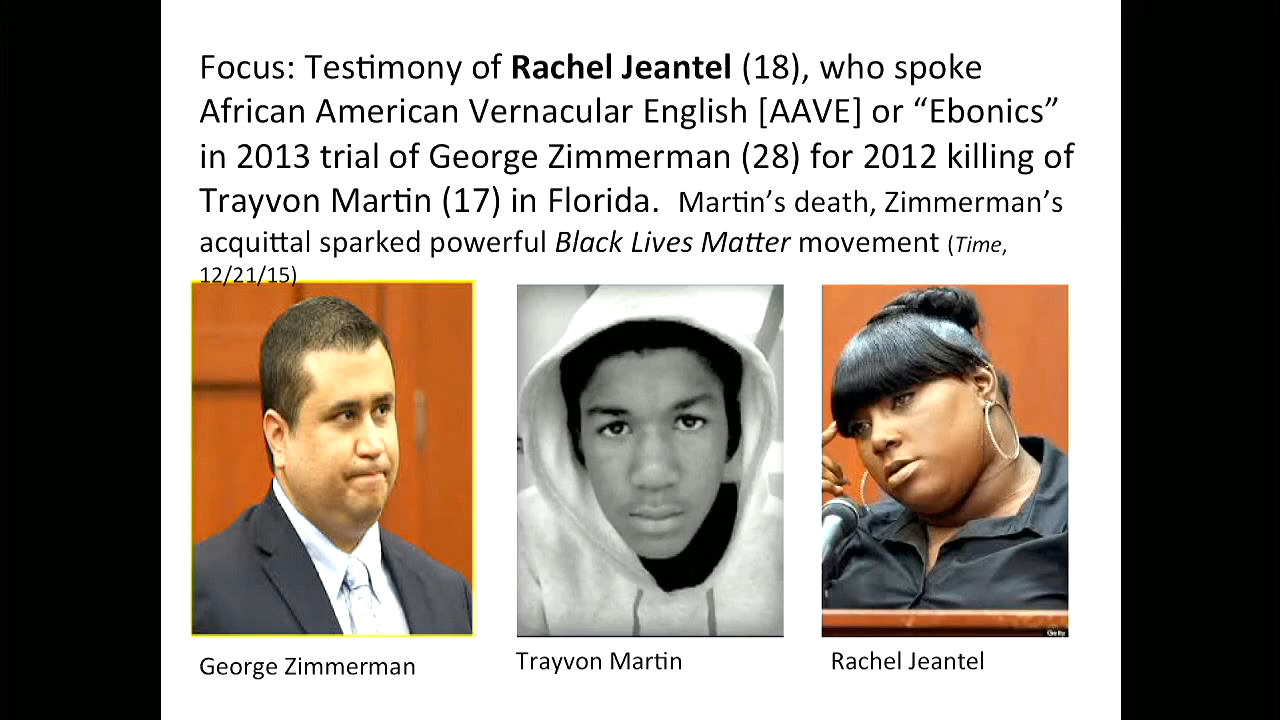 Focus: Testimony of Rachel Jeantel (18), who spoke
African American Vernacular English [AAVE] or “Ebonics”
in 2013 trial of George Zimmerman (28) for 2012 killing of
Trayvon Martin (17) in Florida. Martin’s death, Zimmerman’s
acquittal sparked powerful Black Lives Matter movement (Time,
12/21/15)
Getty
George Zimmerman
Trayvon Martin
Rachel Jeantel